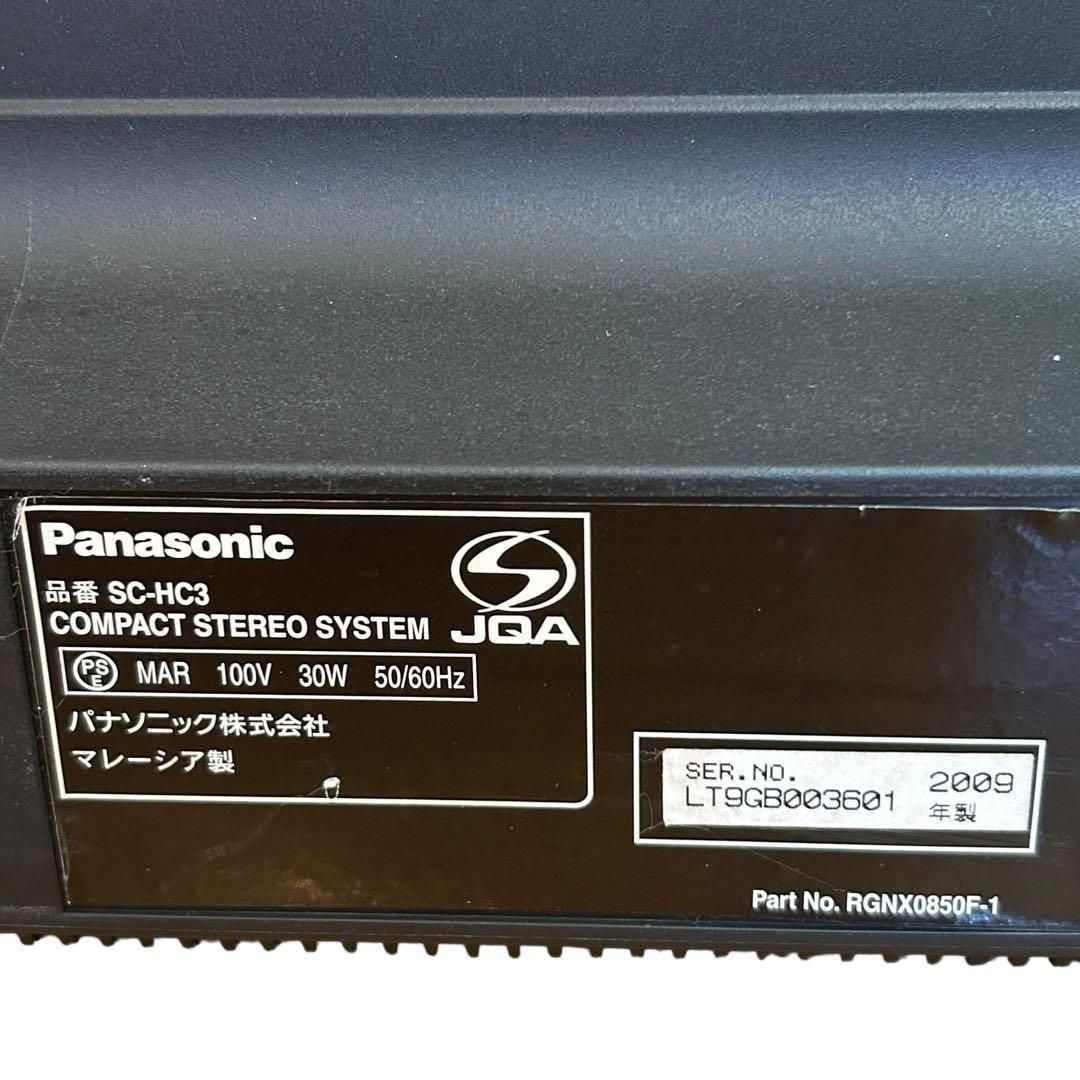 Panasonic
品番 SC-HC3
COMPACT STEREO SYSTEM
JQA
PS E MAR 100V 30W 50/60Hz
パナソニック株式会社
マレーシア製
SER.NO.
LT9GB003601
2009
年製
Part No. RGNX0850F-1